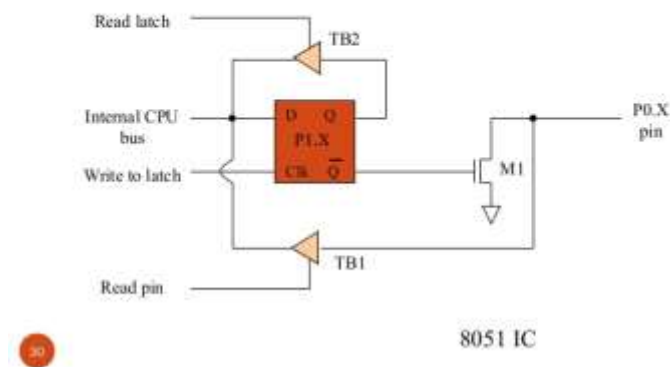 Read latch
TB2
Internal CPU
bus
D Q
P1.X
P0.X
pin
Write to latch
Clk Q
M1
TB1
Read pin
8051 IC
30